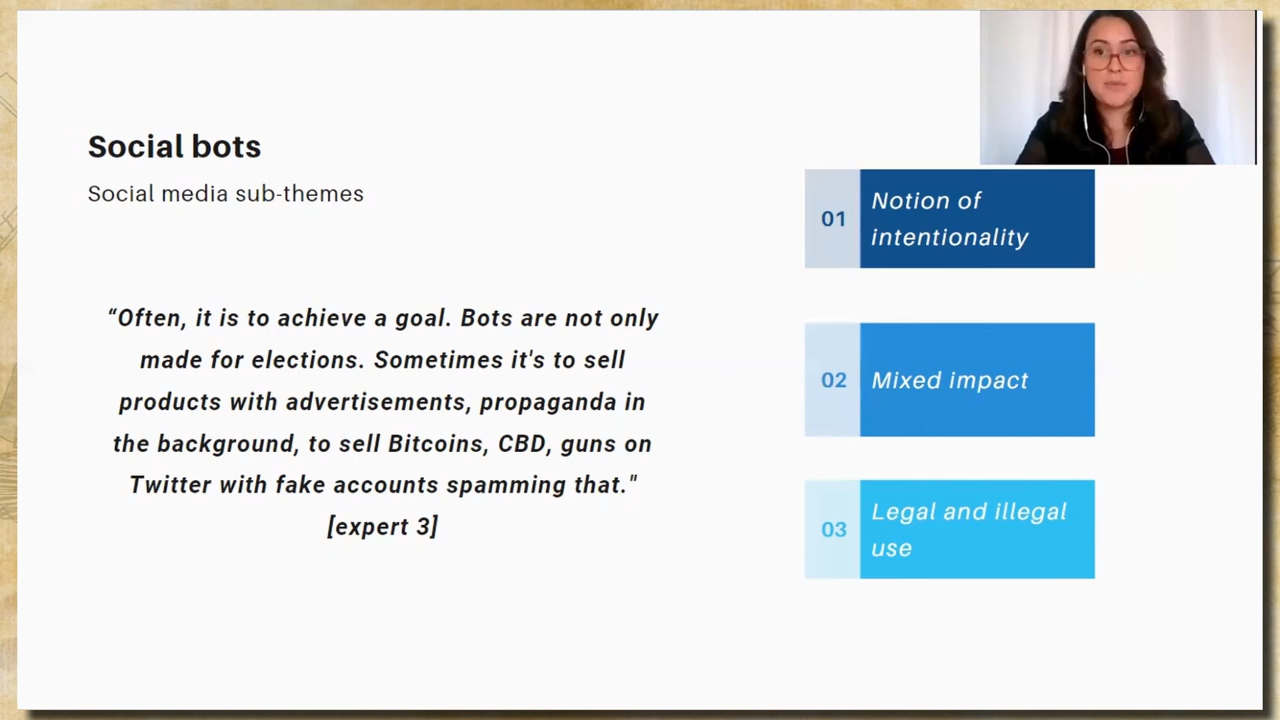 Social bots
Social media sub-themes
“Often, it is to achieve a goal. Bots are not only
made for elections. Sometimes it's to sell
products with advertisements, propaganda in
the background, to sell Bitcoins, CBD, guns on
Twitter with fake accounts spamming that."
[expert 3]
01
Notion of
intentionality
02
Mixed impact
03
Legal and illegal
use